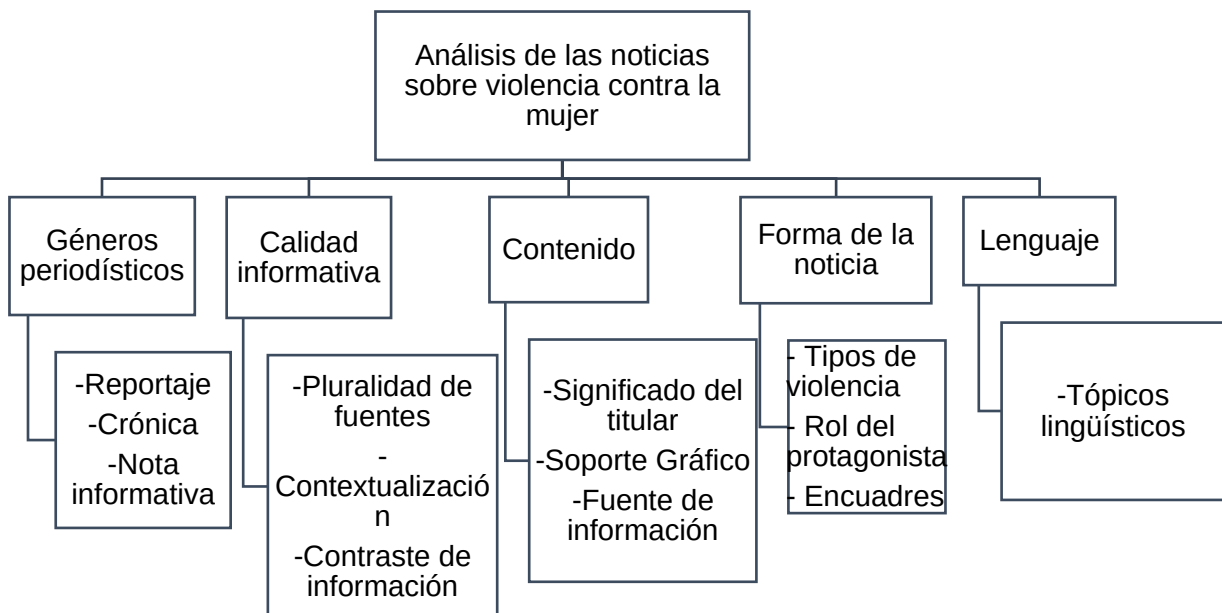 Análisis de las noticias
sobre violencia contra la
mujer
Géneros
periodísticos
-Reportaje
-Crónica
-Nota
informativa
Calidad
informativa
-Pluralidad de
fuentes
-
Contextualizació
n
-Contraste de
información
Contenido
-Significado del
titular
-Soporte Gráfico
-Fuente de
información
Forma de la
noticia
- Tipos de
violencia
- Rol del
protagonista
- Encuadres
Lenguaje
-Tópicos
lingüísticos